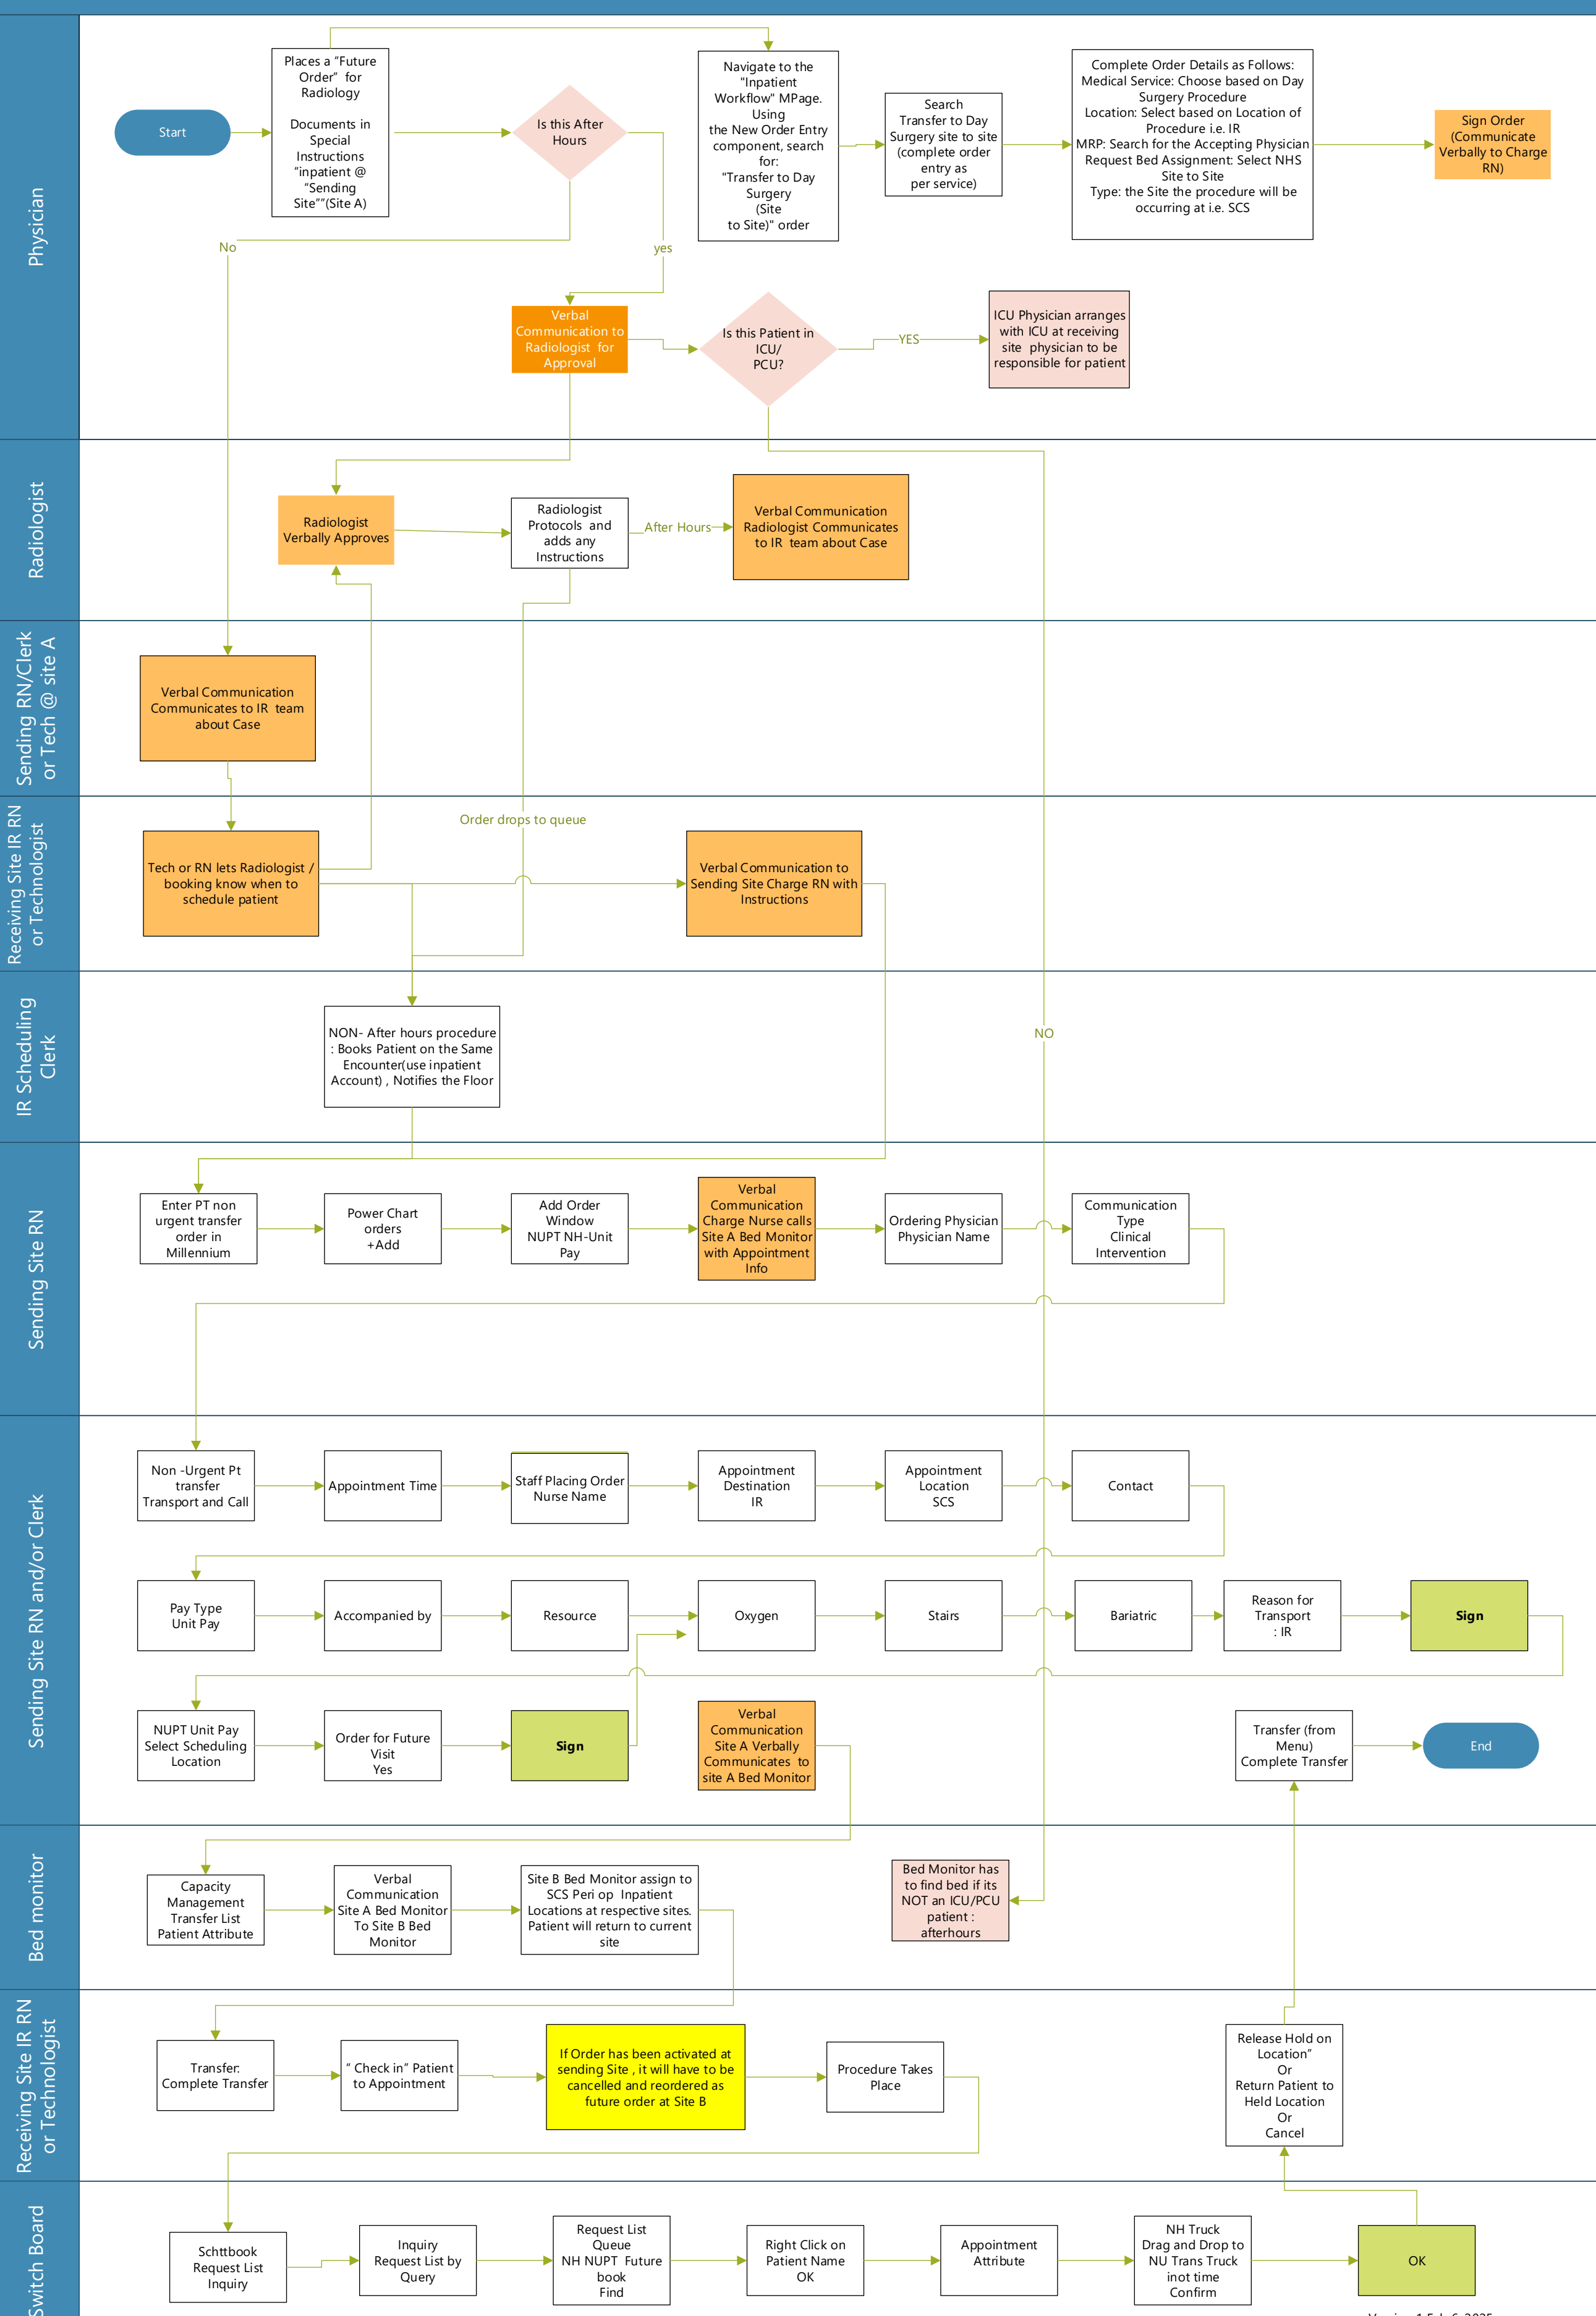 Physician
Start
Places a “Future
Order”  for
Radiology
Documents in
Special
Instructions
“inpatient @
“Sending
Site””(Site A)
Is this After
Hours
No
yes
Navigate to the
"Inpatient
Workflow" MPage.
Using
the New Order Entry
component, search
for:
"Transfer to Day
Surgery
(Site
to Site)" order
Search
Transfer to Day
Surgery site to site
(complete order
entry as
per service)
Complete Order Details as Follows:
Medical Service: Choose based on Day
Surgery Procedure
Location: Select based on Location of
Procedure i.e. IR
MRP: Search for the Accepting Physician
Request Bed Assignment: Select NHS
Site to Site
Type: the Site the procedure will be
occurring at i.e. SCS
Sign Order
(Communicate
Verbally to Charge
RN)
Verbal
Communication to
Radiologist  for
Approval
Is this Patient in
ICU/
PCU?
YES
ICU Physician arranges
with ICU at receiving
site  physician to be
responsible for patient
Radiologist
Radiologist
Verbally Approves
Radiologist
Protocols  and
adds any
Instructions
After Hours
Verbal Communication
Radiologist Communicates
to IR  team about Case
Sending RN/Clerk
or Tech @ site A
Verbal Communication
Communicates to IR  team
about Case
Receiving Site IR RN
or Technologist
Order drops to queue
Tech or RN lets Radiologist /
booking know when to
schedule patient
Verbal Communication to
Sending Site Charge RN with
Instructions
IR Scheduling
Clerk
NON- After hours procedure
: Books Patient on the Same
Encounter(use inpatient
Account) , Notifies the Floor
NO
Sending Site RN
Enter PT non
urgent transfer
order in
Millennium
Power Chart
orders
+Add
Add Order
Window
NUPT NH-Unit
Pay
Verbal
Communication
Charge Nurse calls
Site A Bed Monitor
with Appointment
Info
Ordering Physician
Physician Name
Communication
Type
Clinical
Intervention
Sending Site RN and/or Clerk
Non -Urgent Pt
transfer
Transport and Call
Appointment Time
Staff Placing Order
Nurse Name
Appointment
Destination
IR
Appointment
Location
SCS
Contact
Pay Type
Unit Pay
Accompanied by
Resource
Oxygen
Stairs
Bariatric
Reason for
Transport
: IR
Sign
NUPT Unit Pay
Select Scheduling
Location
Order for Future
Visit
Yes
Sign
Verbal
Communication
Site A Verbally
Communicates  to
site A Bed Monitor
Transfer (from
Menu)
Complete Transfer
End
Bed monitor
Capacity
Management
Transfer List
Patient Attribute
Verbal
Communication
Site A Bed Monitor
To Site B Bed
Monitor
Site B Bed Monitor assign to
SCS Peri op  Inpatient
Locations at respective sites.
Patient will return to current
site
Bed Monitor has
to find bed if its
NOT an ICU/PCU
patient :
afterhours
Receiving Site IR RN
or Technologist
Transfer:
Complete Transfer
“ Check in” Patient
to Appointment
If Order has been activated at
sending Site , it will have to be
cancelled and reordered as
future order at Site B
Procedure Takes
Place
Release Hold on
Location”
Or
Return Patient to
Held Location
Or
Cancel
Switch Board
Schttbook
Request List
Inquiry
Inquiry
Request List by
Query
Request List
Queue
NH NUPT  Future
book
Find
Right Click on
Patient Name
OK
Appointment
Attribute
NH Truck
Drag and Drop to
NU Trans Truck
inot time
Confirm
OK